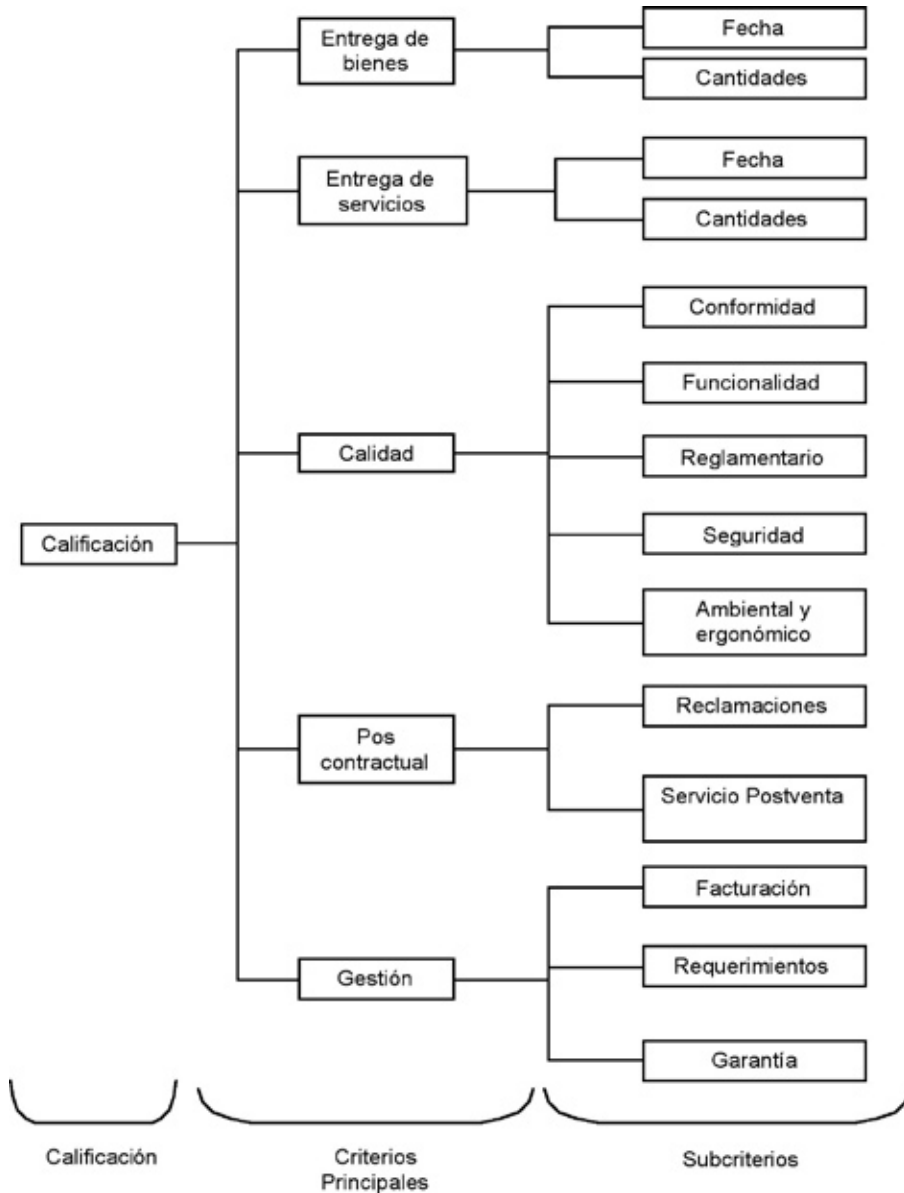 Entrega de
bienes
Fecha
Cantidades
Entrega de
servicios
Fecha
Cantidades
Conformidad
Funcionalidad
Calidad
Reglamentario
Seguridad
Calificación
Ambiental y
ergonómico
Reclamaciones
Pos
contractual
Servicio Postventa
Facturación
Gestión
Requerimientos
Garantía
Calificación
Criterios
Principales
Subcriterios